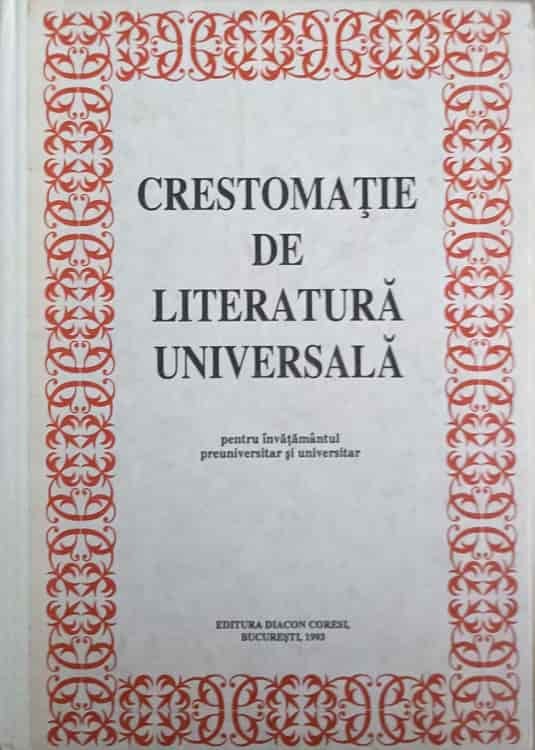 CRESTOMAŢIE
DE
LITERATURĂ
UNIVERSALĂ
pentru învăţământul
preuniversitar şi universitar
EDITURA DIACON CORESI,
BUCUREŞTI, 1993